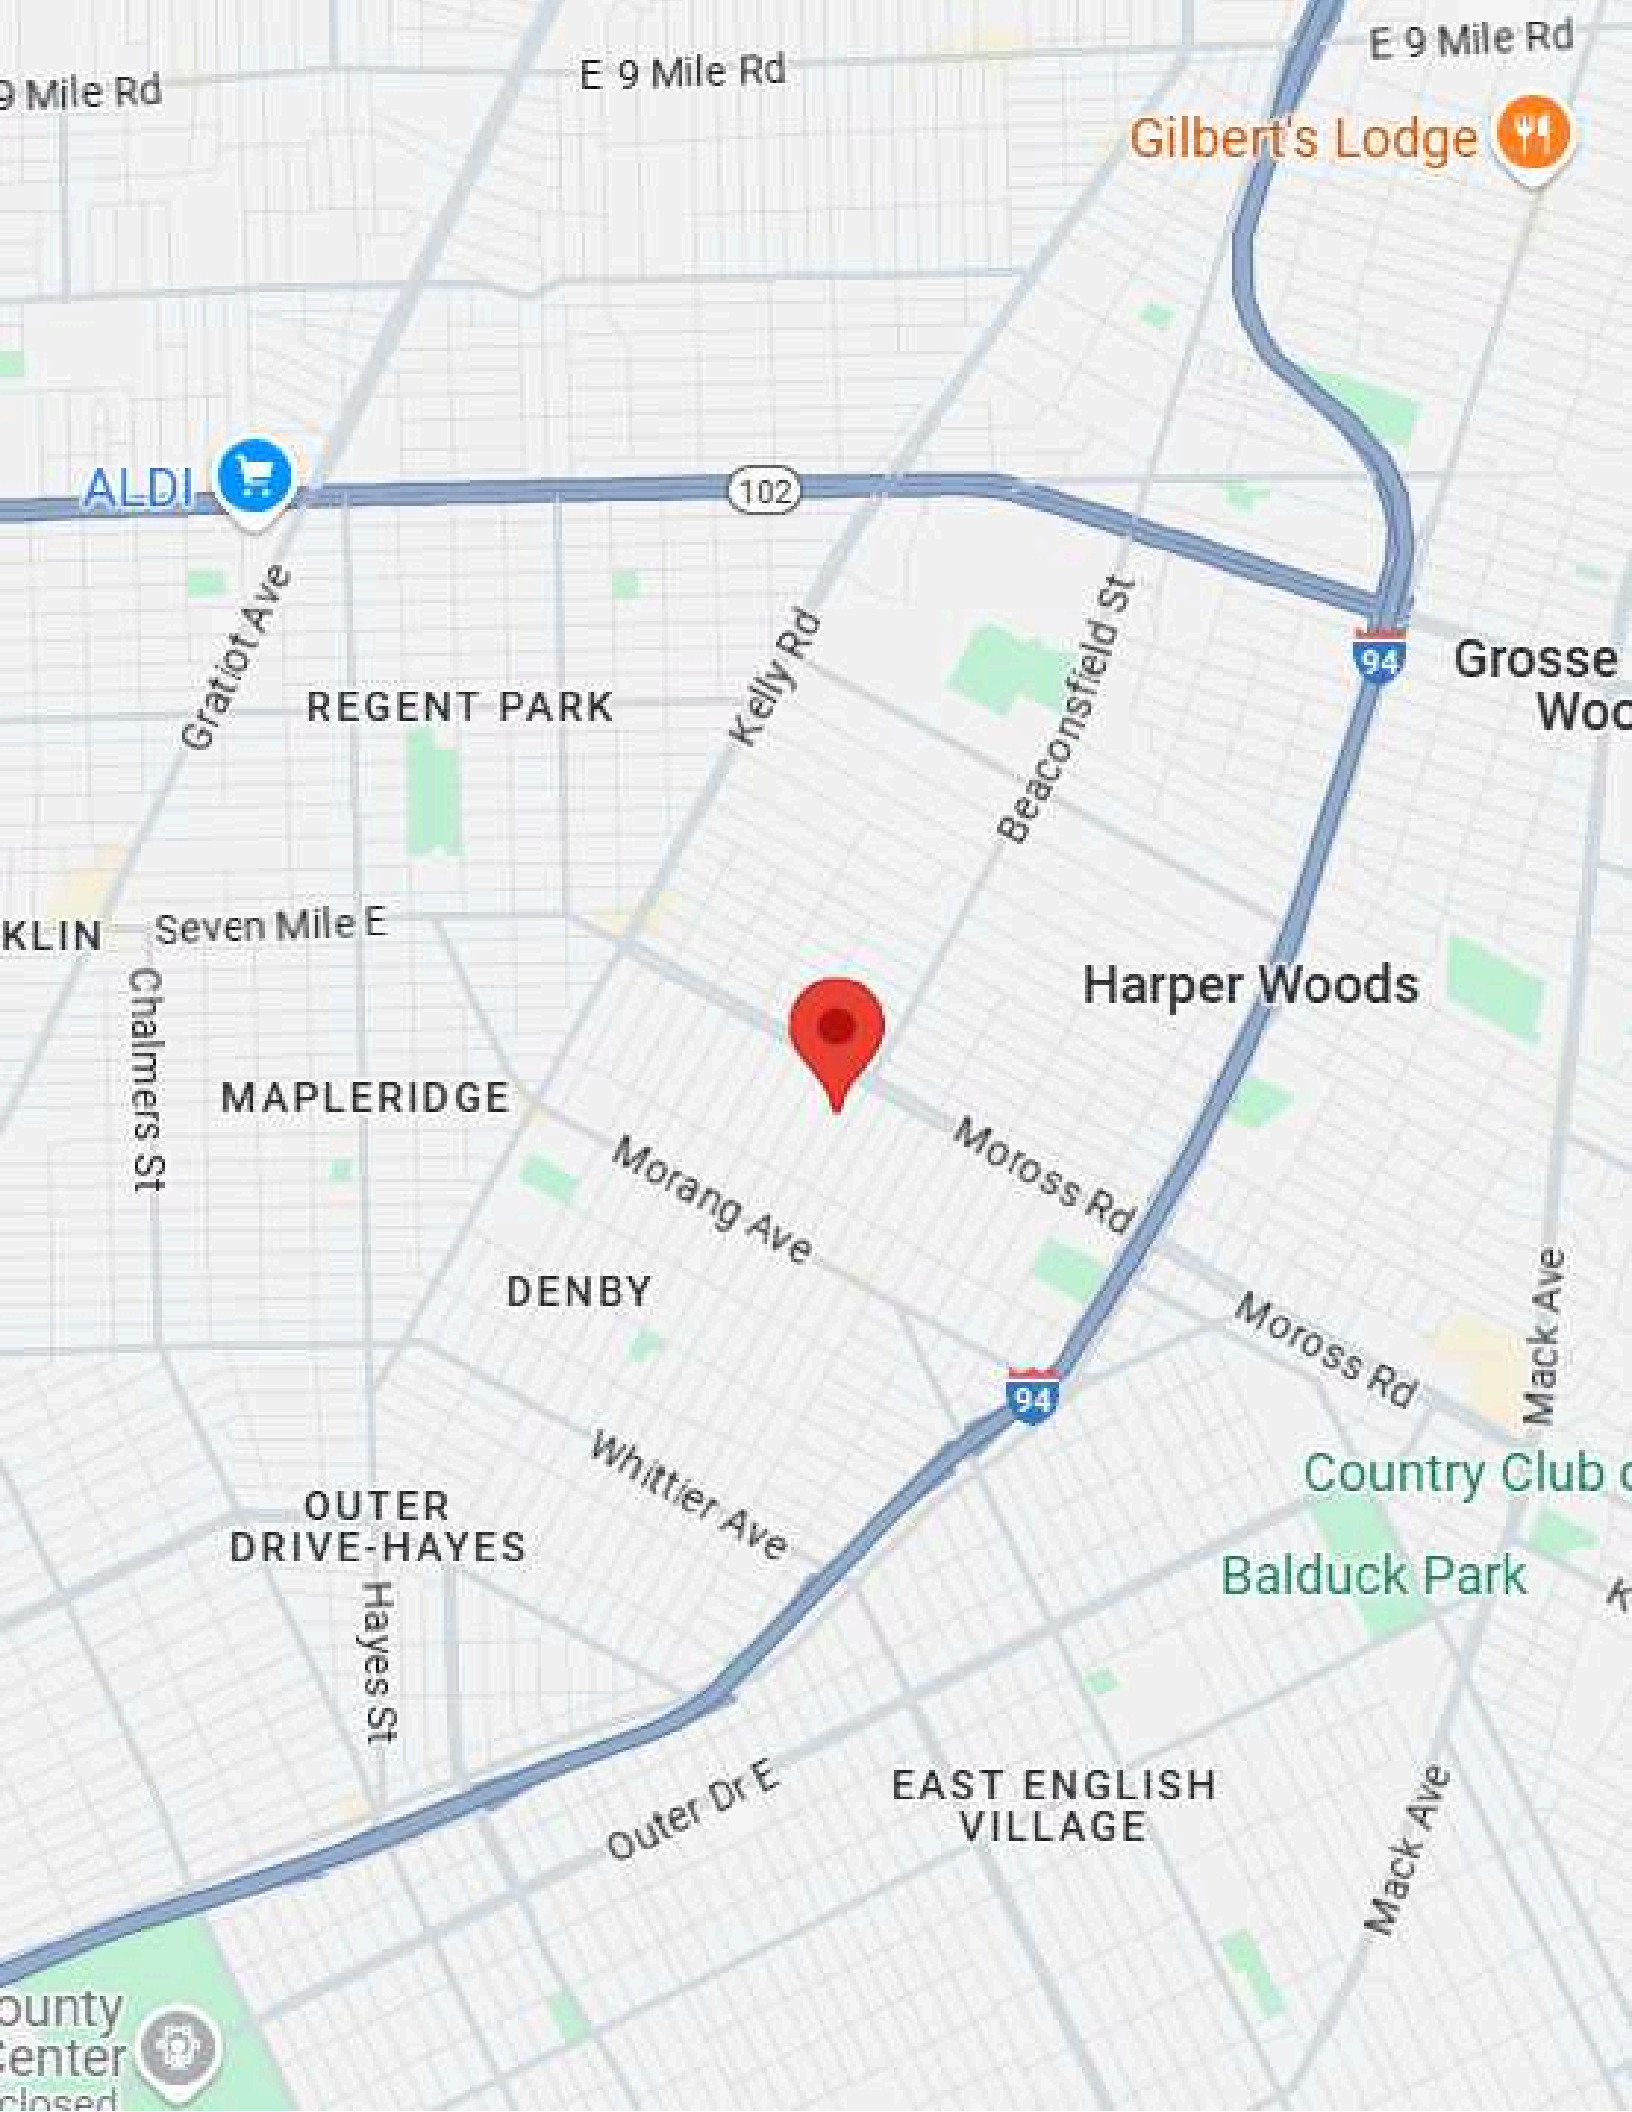 E 9 Mile Rd
E 9 Mile Rd
9 Mile Rd
Gilbert's Lodge
ALDI
102
Gratiot Ave
Kelly Rd
Beaconsfield St
94
Grosse
Woo
REGENT PARK
KLIN
Seven Mile E
Harper Woods
Chalmers St
MAPLERIDGE
Morang Ave
Moross Rd
DENBY
Moross Rd
Mack Ave
94
Whittier Ave
Country Club
OUTER
DRIVE-HAYES
Balduck Park
K
Hayes St
Outer Dr E
EAST ENGLISH
VILLAGE
Mack Ave
ounty
Center
closed